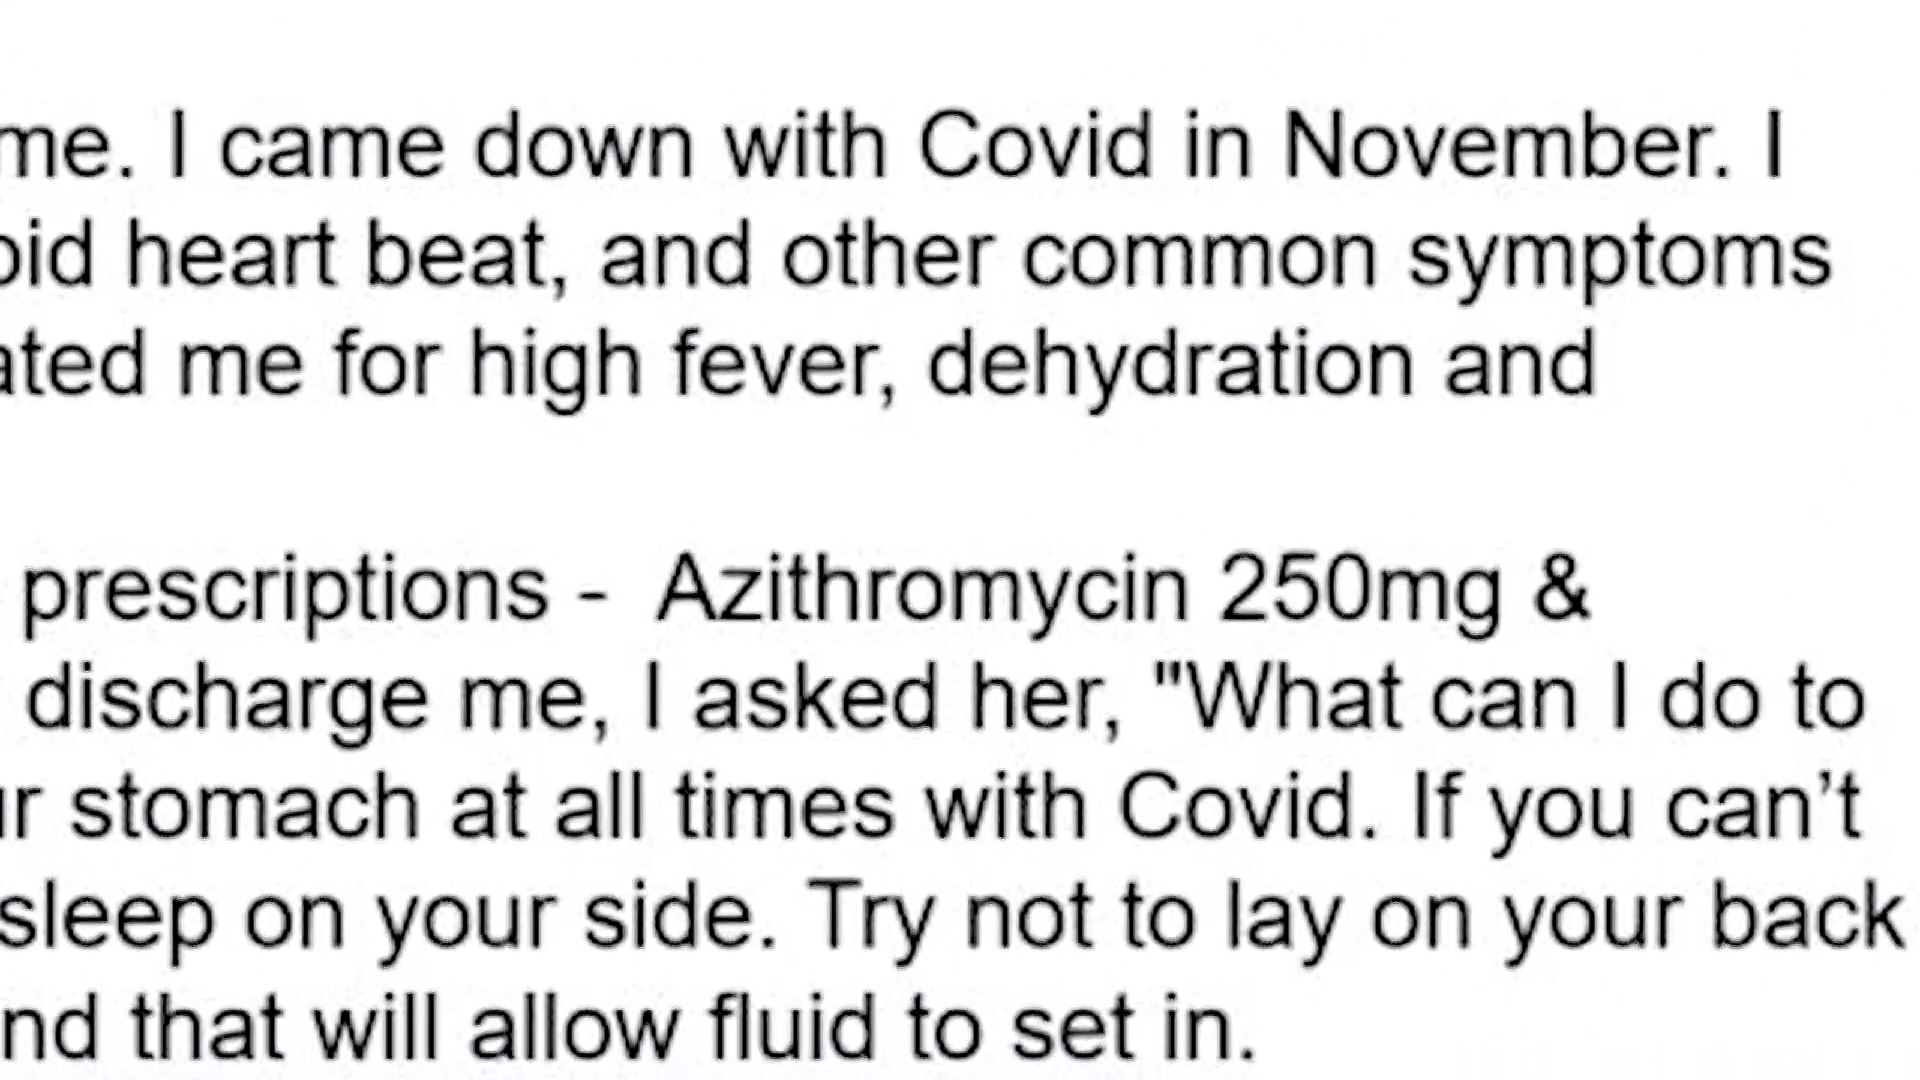 me. I came down with Covid in November. I
heart beat, and other common symptoms
me for high fever, dehydration and
prescriptions - Azithromycin 250mg &
discharge me, I asked her, "What can I do to
stomach at all times with Covid. If you can’t
sleep on your side. Try not to lay on your back
that will allow fluid to set in.